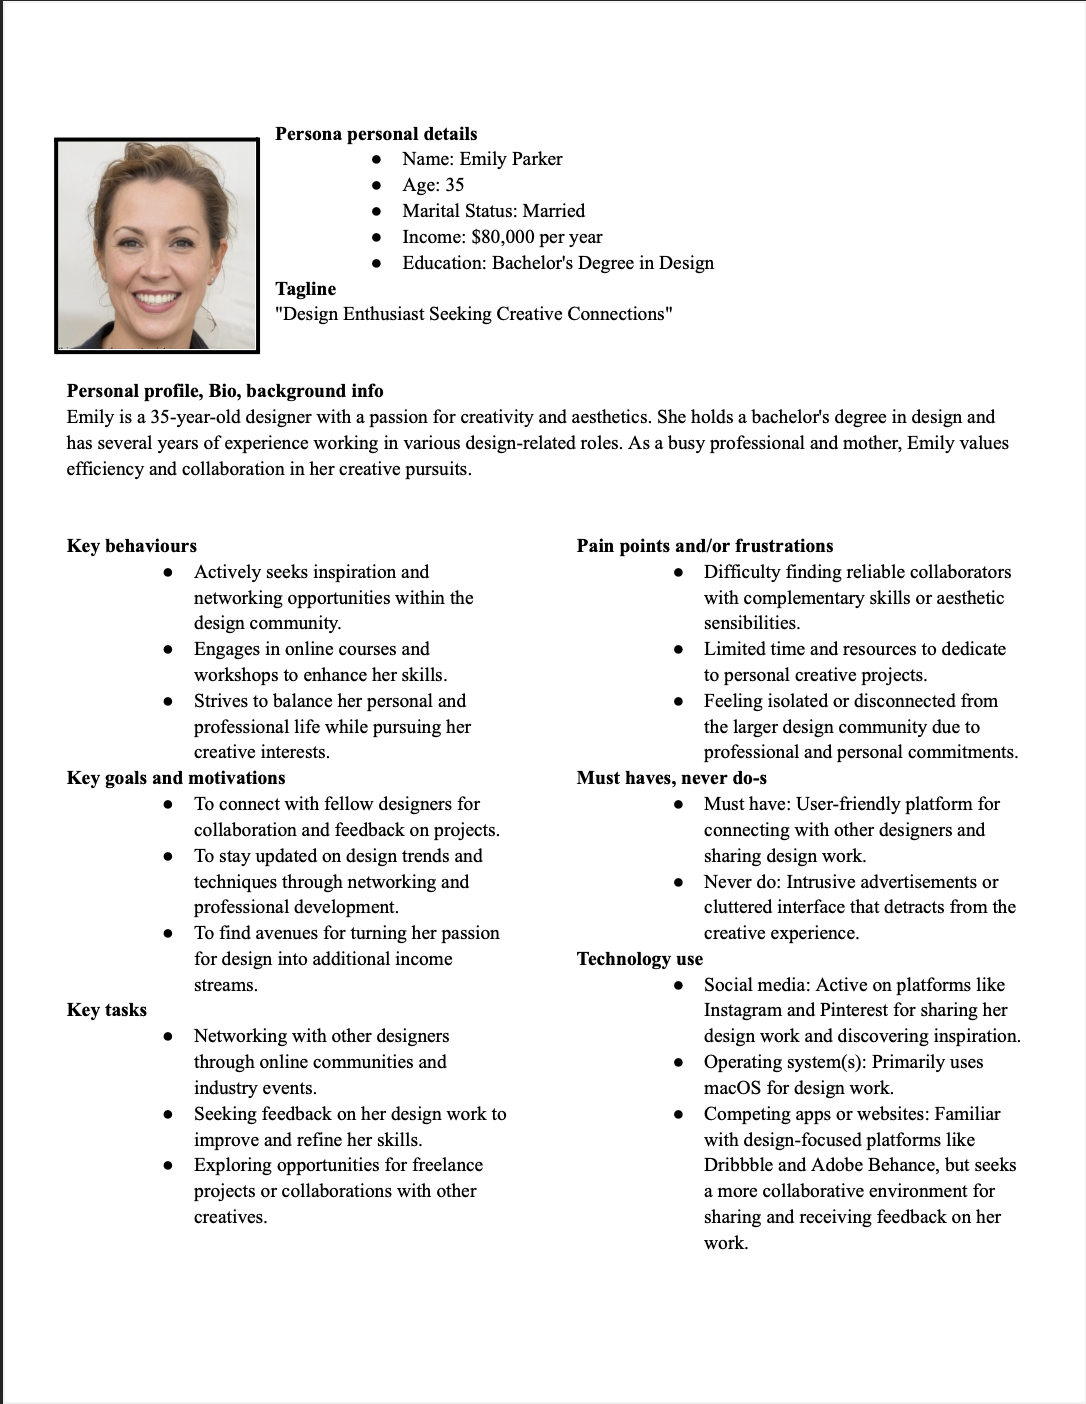 Persona personal details
● Name: Emily Parker
● Age: 35
● Marital Status: Married
● Income: $80,000 per year
● Education: Bachelor's Degree in Design
Tagline
"Design Enthusiast Seeking Creative Connections"
Personal profile, Bio, background info
Emily is a 35-year-old designer with a passion for creativity and aesthetics. She holds a bachelor's degree in design and
has several years of experience working in various design-related roles. As a busy professional and mother, Emily values
efficiency and collaboration in her creative pursuits.
Key behaviours
● Actively seeks inspiration and
networking opportunities within the
design community.
● Engages in online courses and
workshops to enhance her skills.
● Strives to balance her personal and
professional life while pursuing her
creative interests.
Key goals and motivations
● To connect with fellow designers for
collaboration and feedback on projects.
● To stay updated on design trends and
techniques through networking and
professional development.
● To find avenues for turning her passion
for design into additional income
streams.
Key tasks
● Networking with other designers
through online communities and
industry events.
● Seeking feedback on her design work to
improve and refine her skills.
● Exploring opportunities for freelance
projects or collaborations with other
creatives.
Pain points and/or frustrations
● Difficulty finding reliable collaborators
with complementary skills or aesthetic
sensibilities.
● Limited time and resources to dedicate
to personal creative projects.
● Feeling isolated or disconnected from
the larger design community due to
professional and personal commitments.
Must haves, never do-s
● Must have: User-friendly platform for
connecting with other designers and
sharing design work.
● Never do: Intrusive advertisements or
cluttered interface that detracts from the
creative experience.
Technology use
● Social media: Active on platforms like
Instagram and Pinterest for sharing her
design work and discovering inspiration.
● Operating system(s): Primarily uses
macOS for design work.
● Competing apps or websites: Familiar
with design-focused platforms like
Dribbble and Adobe Behance, but seeks
a more collaborative environment for
sharing and receiving feedback on her
work.